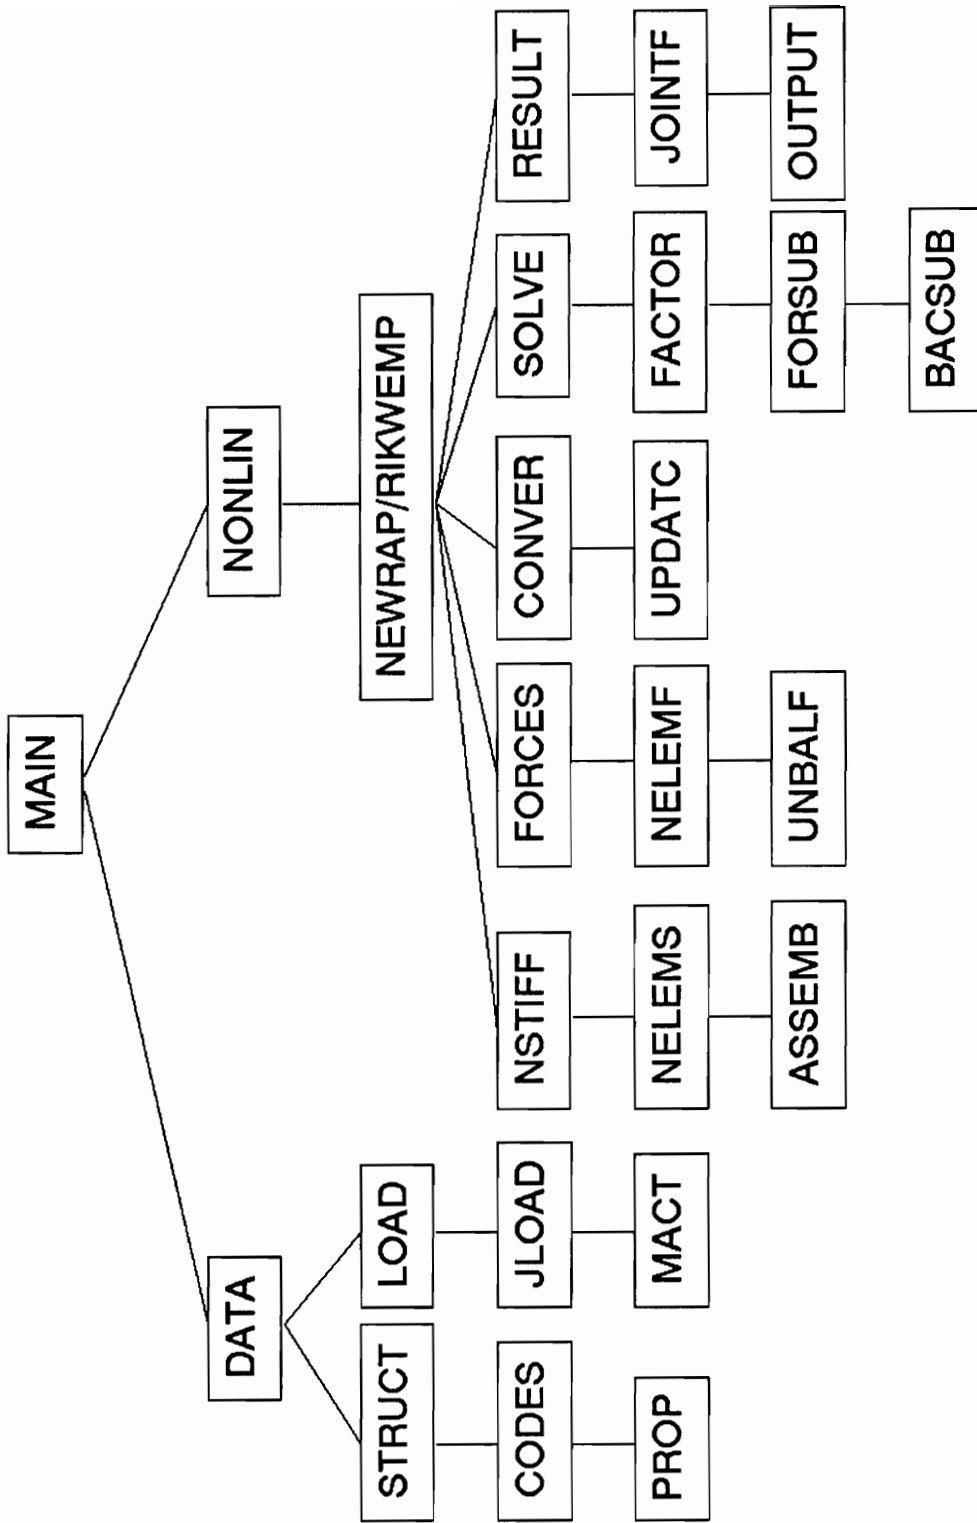 MAIN
DATA
NONLIN
STRUCT
LOAD
NEWRAP/RIKWEMP
CODES
JLOAD
NSTIFF
FORCES
CONVER
SOLVE
RESULT
PROP
MACT
NELEMS
NELEMF
UPDATC
FACTOR
JOINTF
ASSEMB
UNBALF
FORSUB
OUTPUT
BACSUB